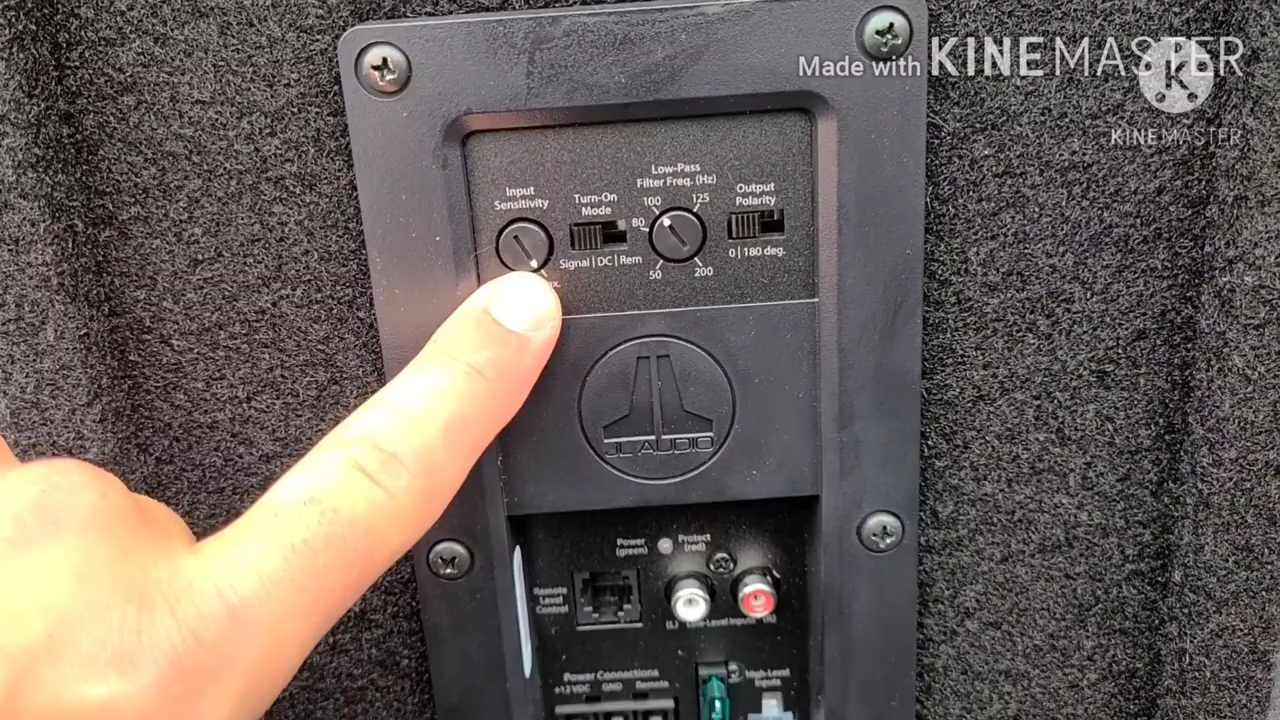 Made with KINEMASTER
K
KINEMASTER
Input
Sensitivity
Turn-On
Mode
Signal | DC | Rem
Low-Pass
Filter Freq. (Hz)
100
125
80
50
200
Output
Polarity
0 | 180 deg.
JL AUDIO
Power
(green)
Protect
(red)
Remote
Level
Control
(L) Low-Level Inputs (R)
Power Connections
+12 VDC GND Remote
High-Level
Inputs